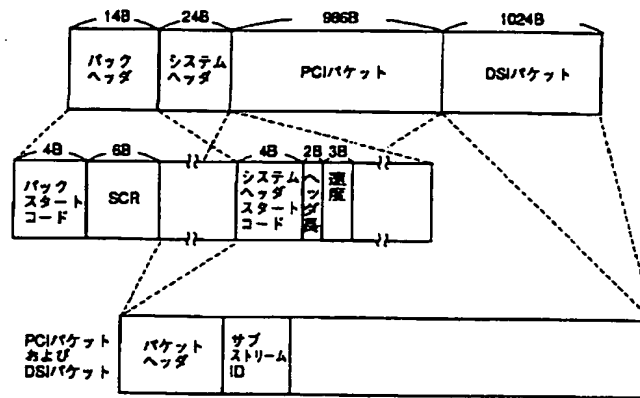 14B 24B 986B 1024B
パック
ヘッダ
システム
ヘッダ
PCIパケット
DSIパケット
4B 6B 4B 2B 3B
パック
スタート
コード
SCR
システム
ヘッダ
スタート
コード
ヘッダ長
速度
PCIパケット
および
DSIパケット
パケット
ヘッダ
サブ
ストリーム
ID